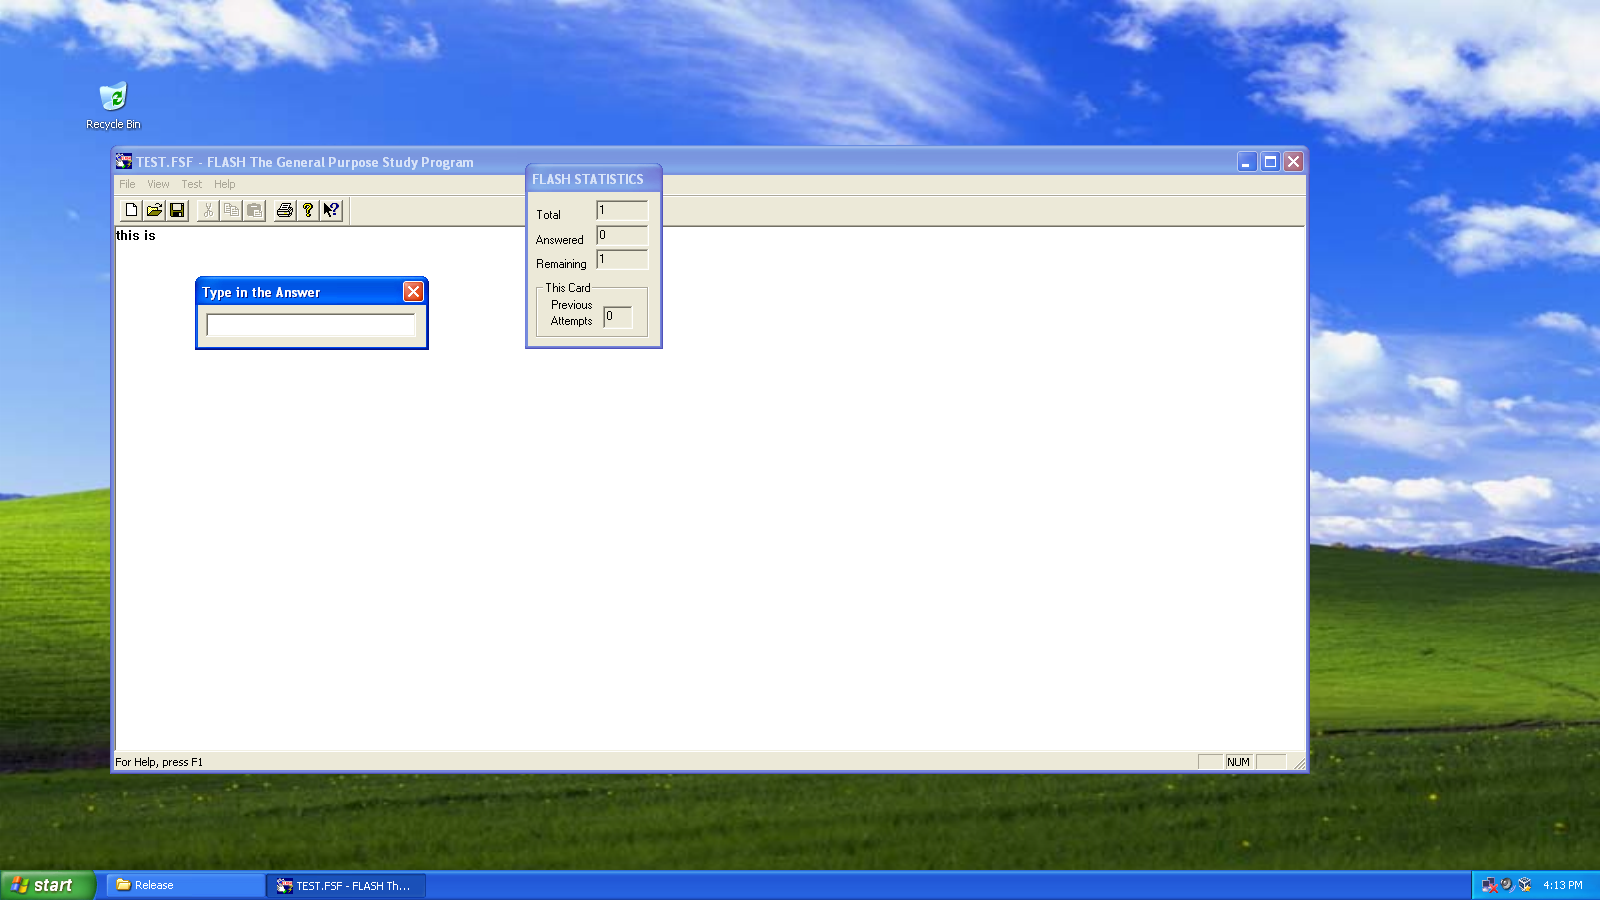 Recycle Bin
TEST.FSF - FLASH The General Purpose Study Program
File View Test Help
this is
Type in the Answer
FLASH STATISTICS
Total 1
Answered 0
Remaining 1
This Card
Previous
Attempts 0
For Help, press F1
NUM
start
Release
TEST.FSF - FLASH Th...
4:13 PM